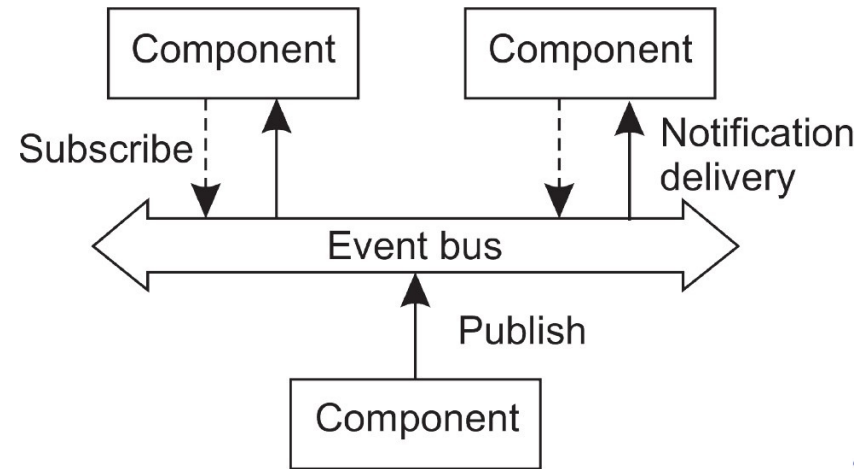 Component
Component
Subscribe
Notification
delivery
Event bus
Publish
Component